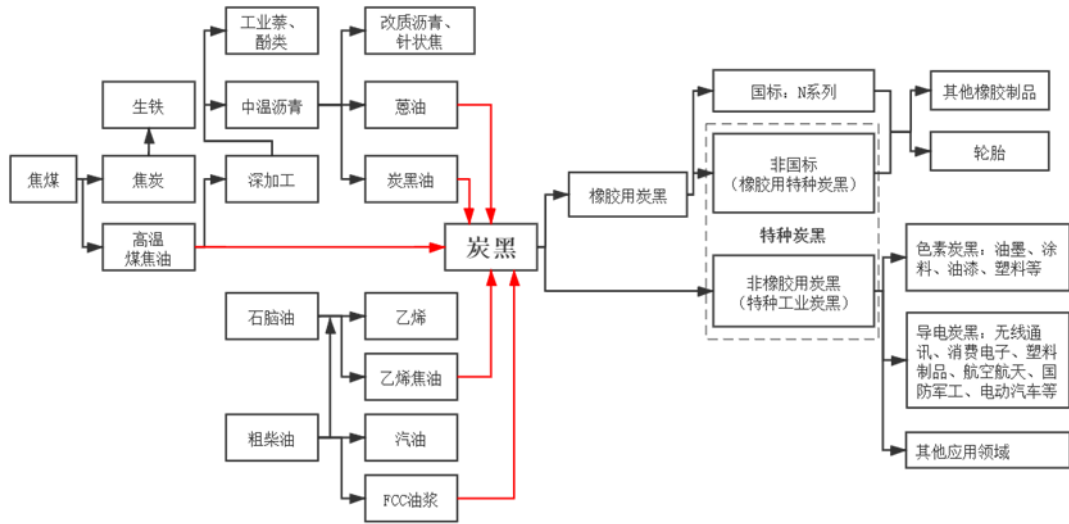 工业萘、
酚类
改质沥青、
针状焦
生铁
中温沥青
蒽油
焦煤
焦炭
深加工
炭黑油
高温
煤焦油
炭黑
石脑油
乙烯
乙烯焦油
粗柴油
汽油
FCC油浆
橡胶用炭黑
国标：N系列
非国标
（橡胶用特种炭黑）
特种炭黑
非橡胶用炭黑
（特种工业炭黑）
其他橡胶制品
轮胎
色素炭黑：油墨、涂
料、油漆、塑料等
导电炭黑：无线通
讯、消费电子、塑料
制品、航空航天、国
防军工、电动汽车等
其他应用领域